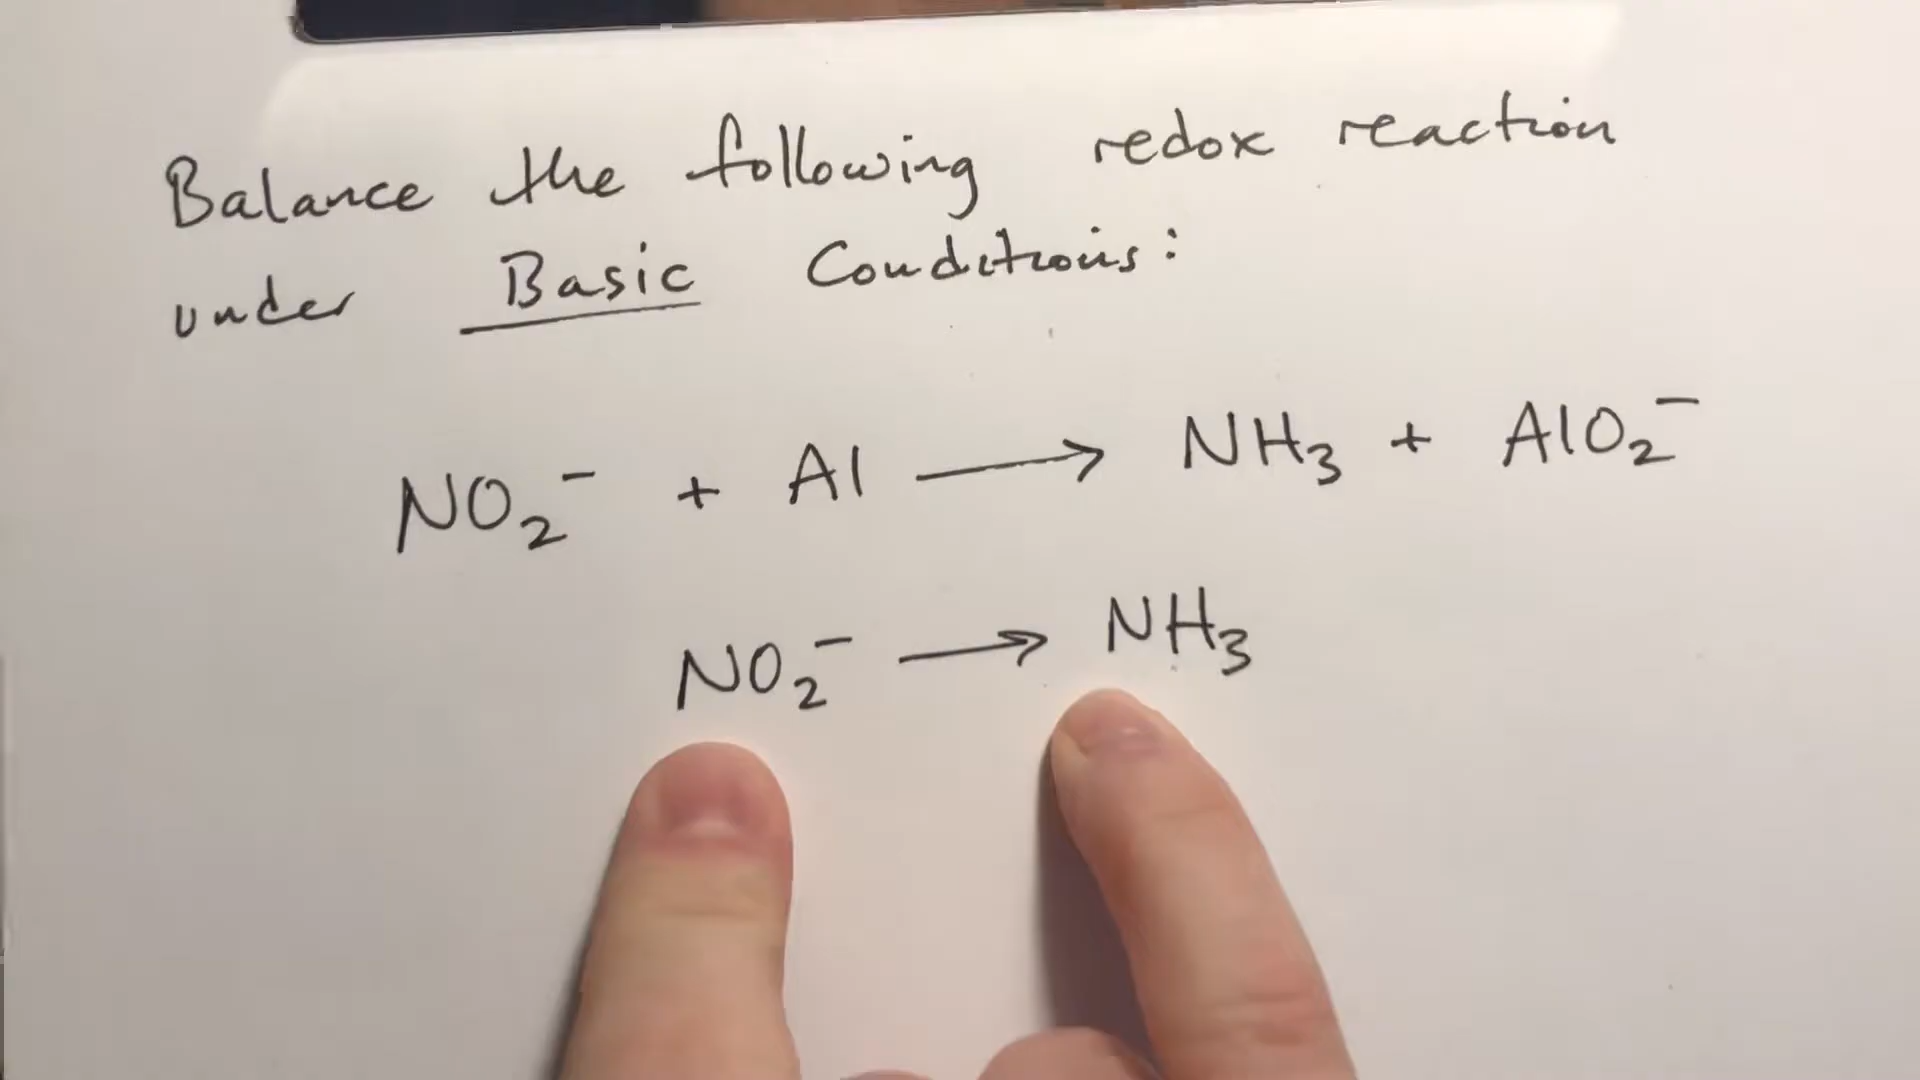 Balance the following redox reaction
under Basic Conditions:
NO₂⁻ + Al ⟶ NH₃ + AlO₂⁻
NO₂⁻ ⟶ NH₃